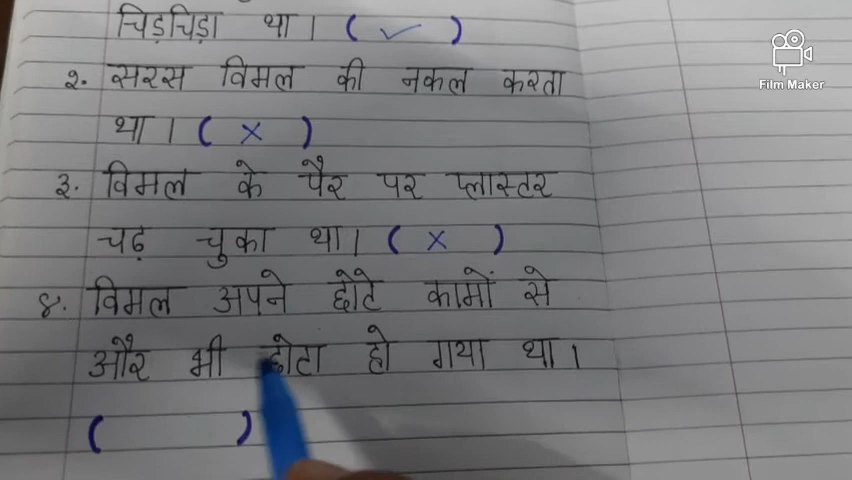 चिड़चिड़ा था। ( ✓ )
Film Maker
२. सरस विमल की नकल करता
था। ( × )
३. विमल के पैर पर प्लास्टर
चढ़ चुका था। ( × )
४. विमल अपने छोटे कामों से
और भी छोटा हो गया था।
( )